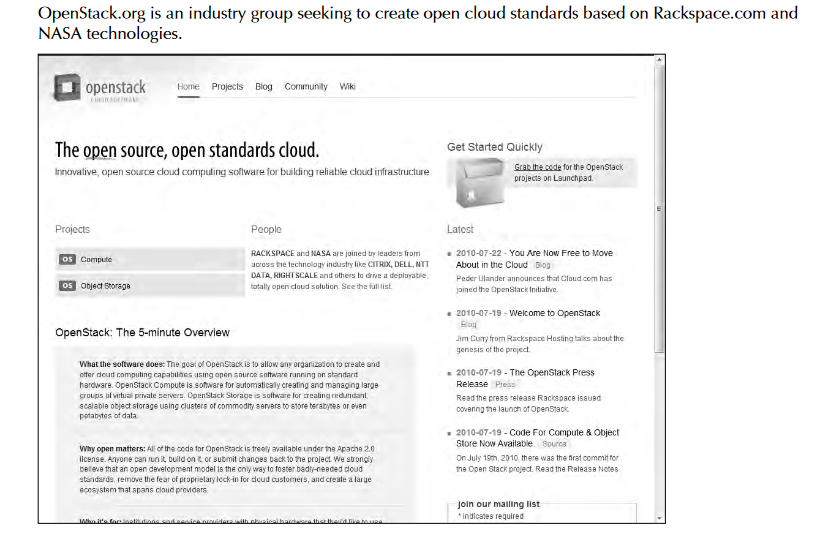 OpenStack.org is an industry group seeking to create open cloud standards based on Rackspace.com and
NASA technologies.
openstack
CLOUD SOFTWARE
Home Projects Blog Community Wiki
The open source, open standards cloud.
Innovative, open source cloud computing software for building reliable cloud infrastructure
Get Started Quickly
Grab the code for the OpenStack
projects on Launchpad.
Projects
OS Compute
OS Object Storage
People
RACKSPACE and NASA are joined by leaders from
across the technology industry like CITRIX, DELL, NTT
DATA, RIGHTSCALE and others to drive a deployable,
totally open cloud solution. See the full list.
OpenStack: The 5-minute Overview
What the software does: The goal of OpenStack is to allow any organization to create and
offer cloud computing capabilities using open source software running on standard
hardware. OpenStack Compute is software for automatically creating and managing large
groups of virtual private servers. OpenStack Storage is software for creating redundant,
scalable object storage using clusters of commodity servers to store terabytes or even
petabytes of data.
Why open matters: All of the code for OpenStack is freely available under the Apache 2.0
license. Anyone can run it, build on it, or submit changes back to the project. We strongly
believe that an open development model is the only way to foster badly-needed cloud
standards, remove the fear of proprietary lock-in for cloud customers, and create a large
ecosystem that spans cloud providers.
Who it's for: Institutions and service providers with physical hardware that they'd like to use
Latest
2010-07-22 - You Are Now Free to Move
About in the Cloud Blog
Peder Ulander announces that Cloud.com has
joined the OpenStack Initiative.
2010-07-19 - Welcome to OpenStack
Blog
Jim Curry from Rackspace Hosting talks about the
genesis of the project.
2010-07-19 - The OpenStack Press
Release Press
Read the press release Rackspace issued
covering the launch of OpenStack.
2010-07-19 - Code For Compute & Object
Store Now Available. Source
On July 19th, 2010, there was the first commit for
the Open Stack project. Read the Release Notes
join our mailing list
* indicates required